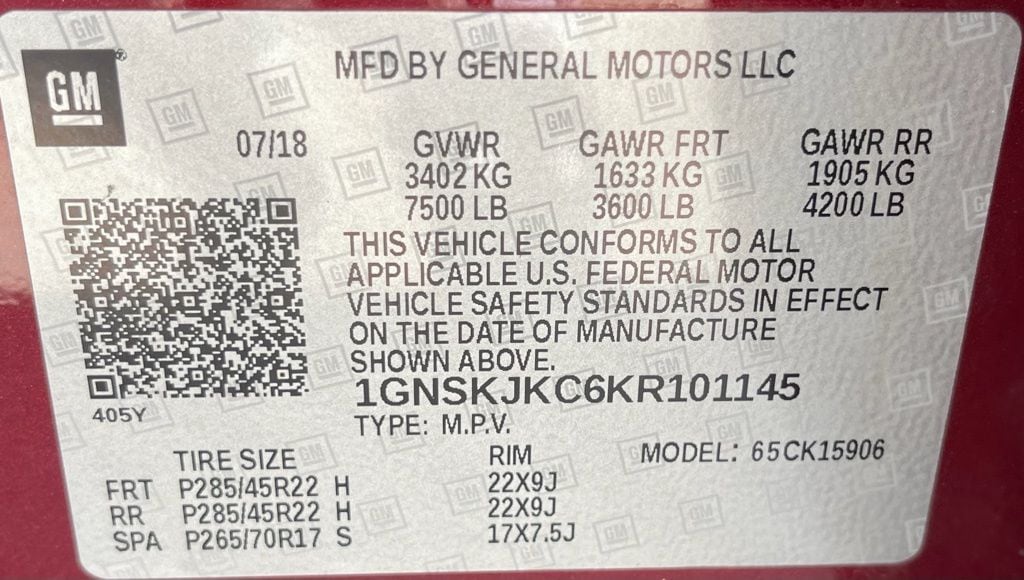 GM
MFD BY GENERAL MOTORS LLC
07/18 GVWR GAWR FRT GAWR RR
3402 KG 1633 KG 1905 KG
7500 LB 3600 LB 4200 LB
THIS VEHICLE CONFORMS TO ALL
APPLICABLE U.S. FEDERAL MOTOR
VEHICLE SAFETY STANDARDS IN EFFECT
ON THE DATE OF MANUFACTURE
SHOWN ABOVE.
1GNSKJKC6KR101145
405Y
TYPE: M.P.V.
TIRE SIZE RIM MODEL: 65CK15906
FRT P285/45R22 H 22X9J
RR P285/45R22 H 22X9J
SPA P265/70R17 S 17X7.5J